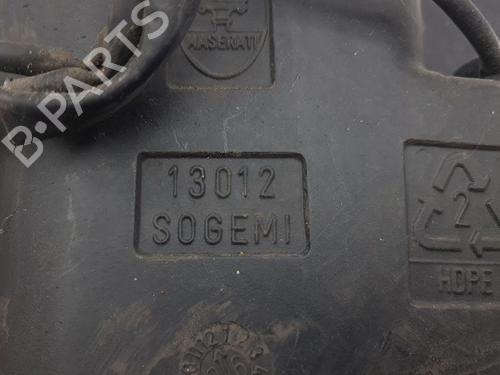 MASERATI
B-PARTS
13012
SOGEMI
2
HDPE